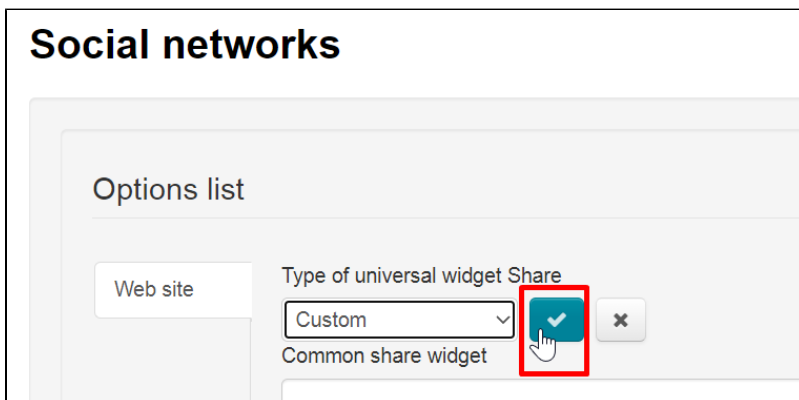 Social networks
Options list
Web site
Type of universal widget Share
Custom
Common share widget